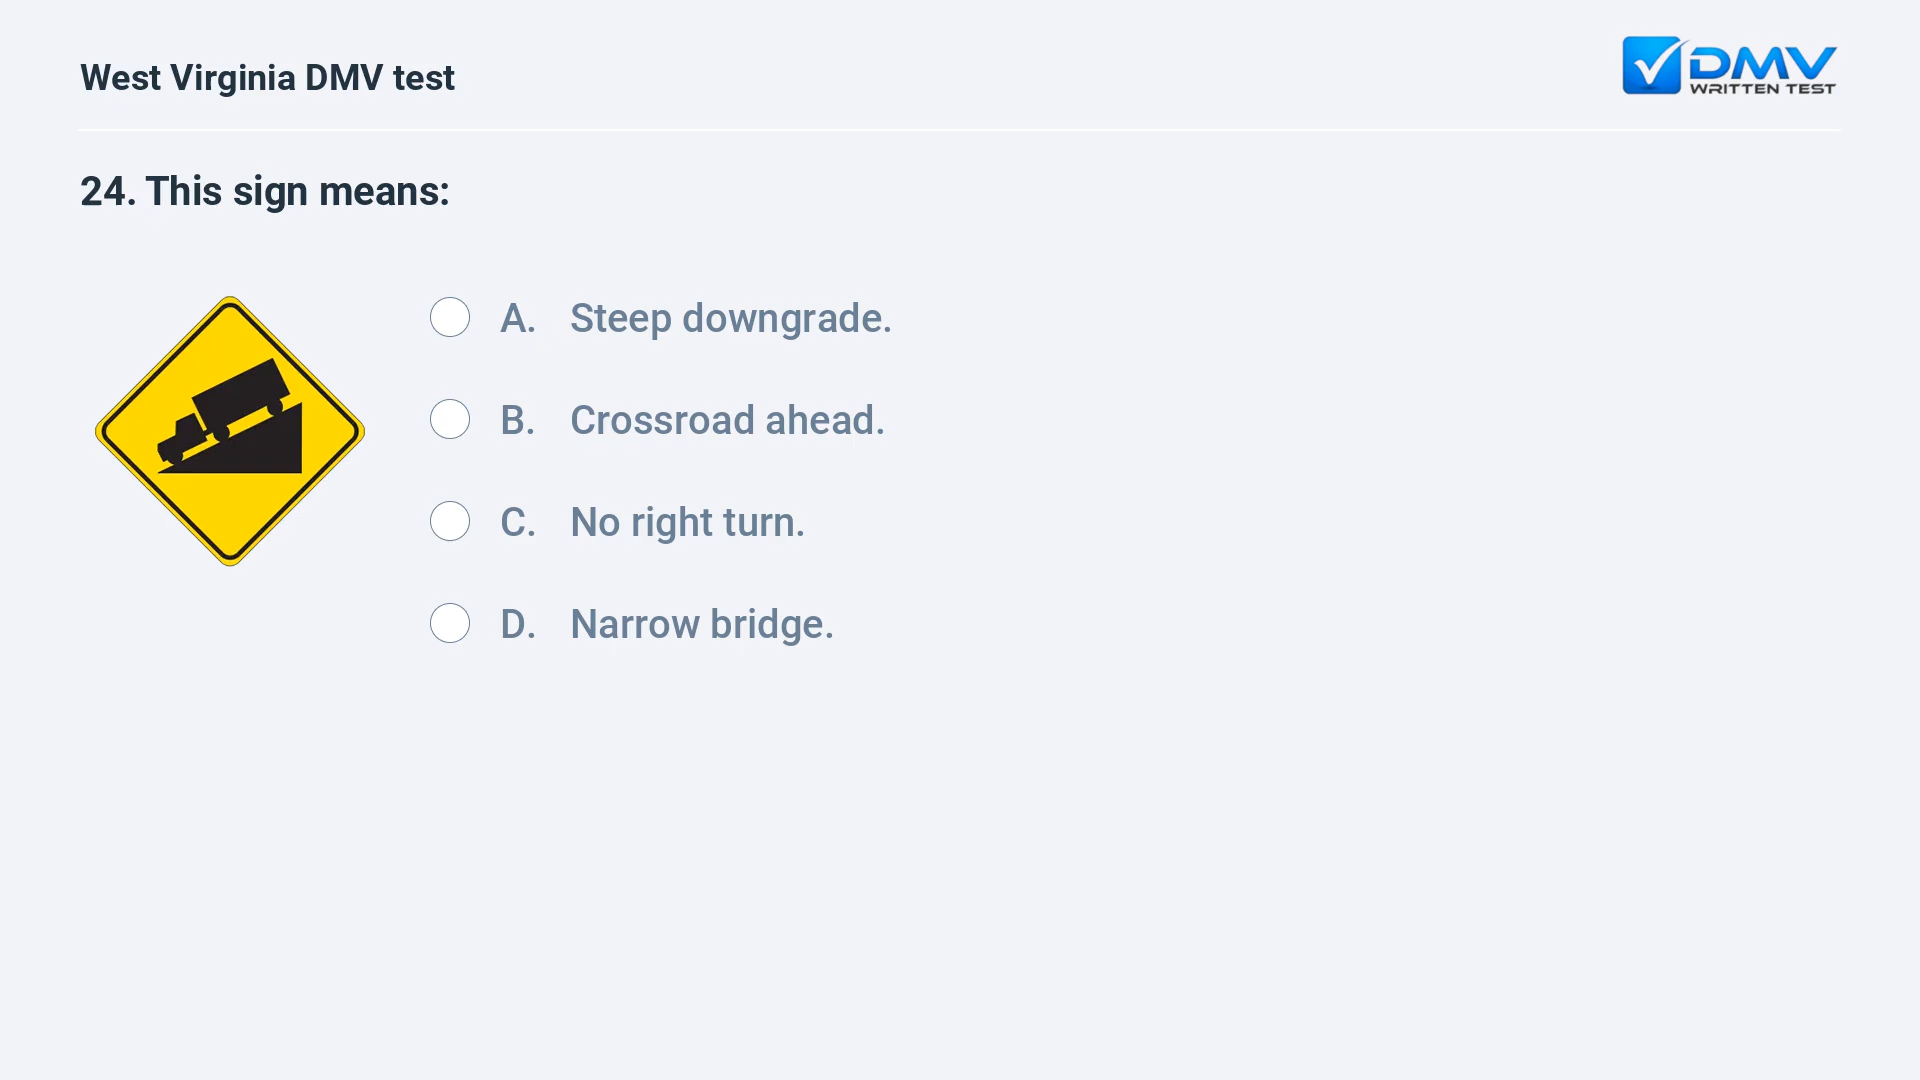 West Virginia DMV test
DMV
WRITTEN TEST
24. This sign means:
A. Steep downgrade.
B. Crossroad ahead.
C. No right turn.
D. Narrow bridge.